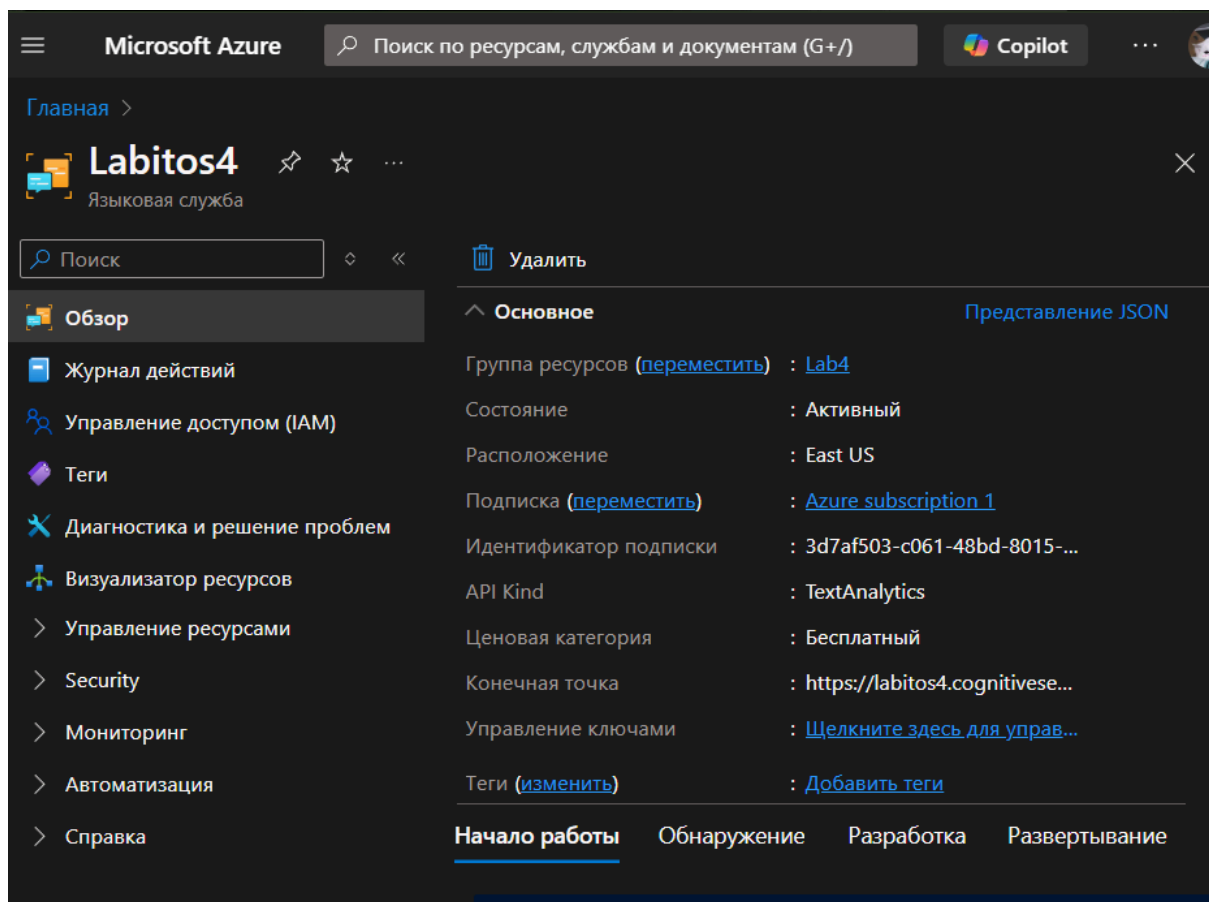 Microsoft Azure
Поиск по ресурсам, службам и документам (G+/)
Copilot
Главная >
Labitos4
Языковая служба
Поиск
Удалить
Обзор
Журнал действий
Управление доступом (IAM)
Теги
Диагностика и решение проблем
Визуализатор ресурсов
Управление ресурсами
Security
Мониторинг
Автоматизация
Справка
Основное
Представление JSON
Группа ресурсов (переместить) : Lab4
Состояние : Активный
Расположение : East US
Подписка (переместить) : Azure subscription 1
Идентификатор подписки : 3d7af503-c061-48bd-8015-...
API Kind : TextAnalytics
Ценовая категория : Бесплатный
Конечная точка : https://labitos4.cognitivese...
Управление ключами : Щелкните здесь для управ...
Теги (изменить) : Добавить теги
Начало работы Обнаружение Разработка Развертывание